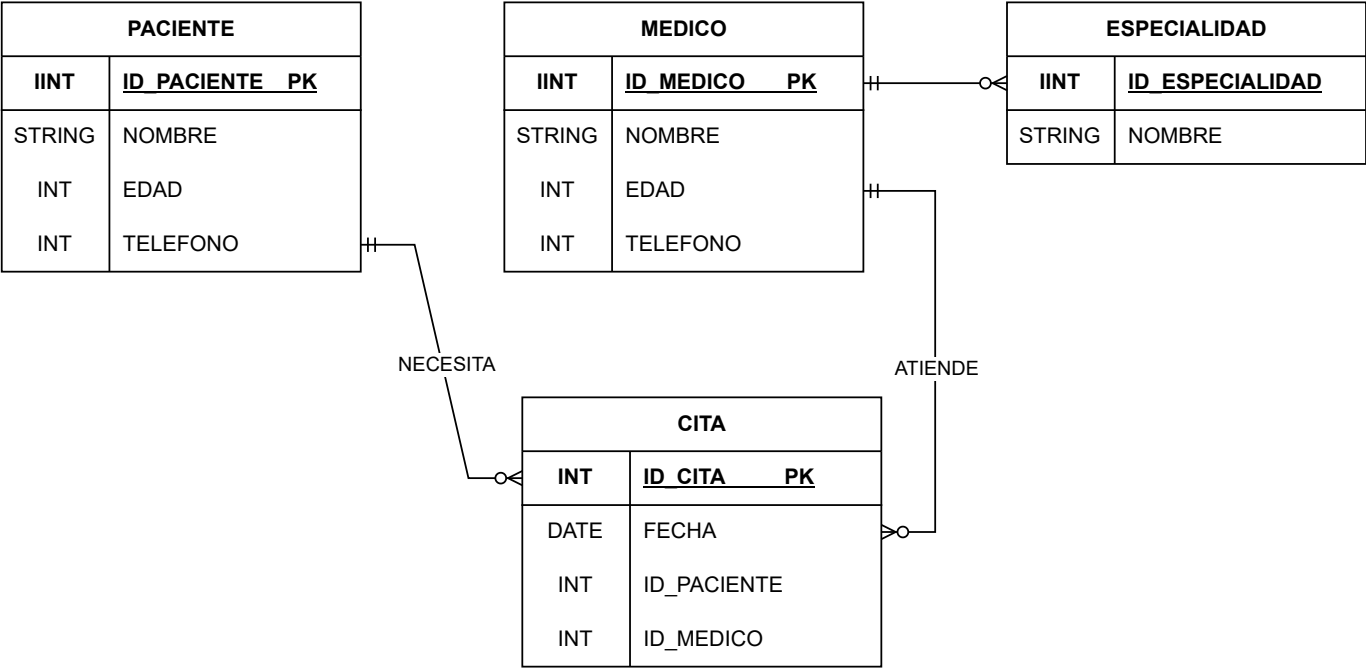 PACIENTE
IINT ID_PACIENTE PK
STRING NOMBRE
INT EDAD
INT TELEFONO
MEDICO
IINT ID_MEDICO PK
STRING NOMBRE
INT EDAD
INT TELEFONO
ESPECIALIDAD
IINT ID_ESPECIALIDAD
STRING NOMBRE
NECESITA
ATIENDE
CITA
INT ID_CITA PK
DATE FECHA
INT ID_PACIENTE
INT ID_MEDICO